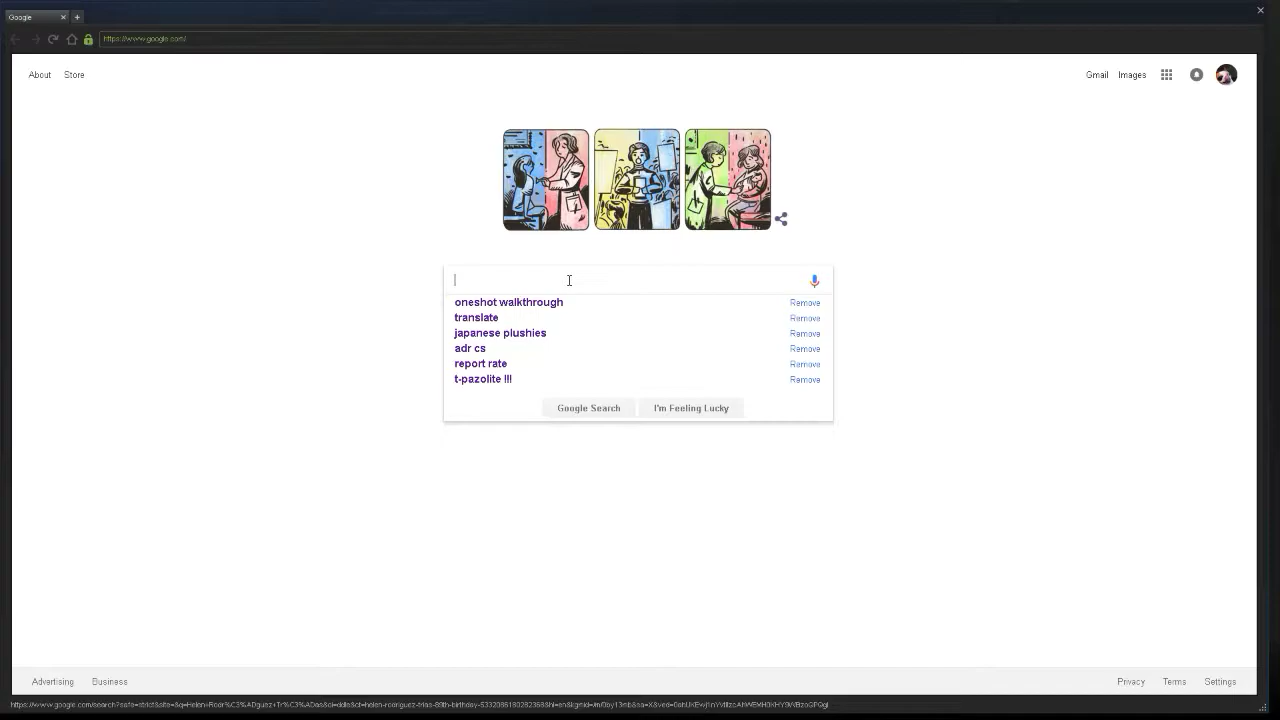 Google
https://www.google.com/
About Store
Gmail Images
oneshot walkthrough Remove
translate Remove
japanese plushies Remove
adr cs Remove
report rate Remove
t-pazolite !!! Remove
Google Search I'm Feeling Lucky
Advertising Business
Privacy Terms Settings